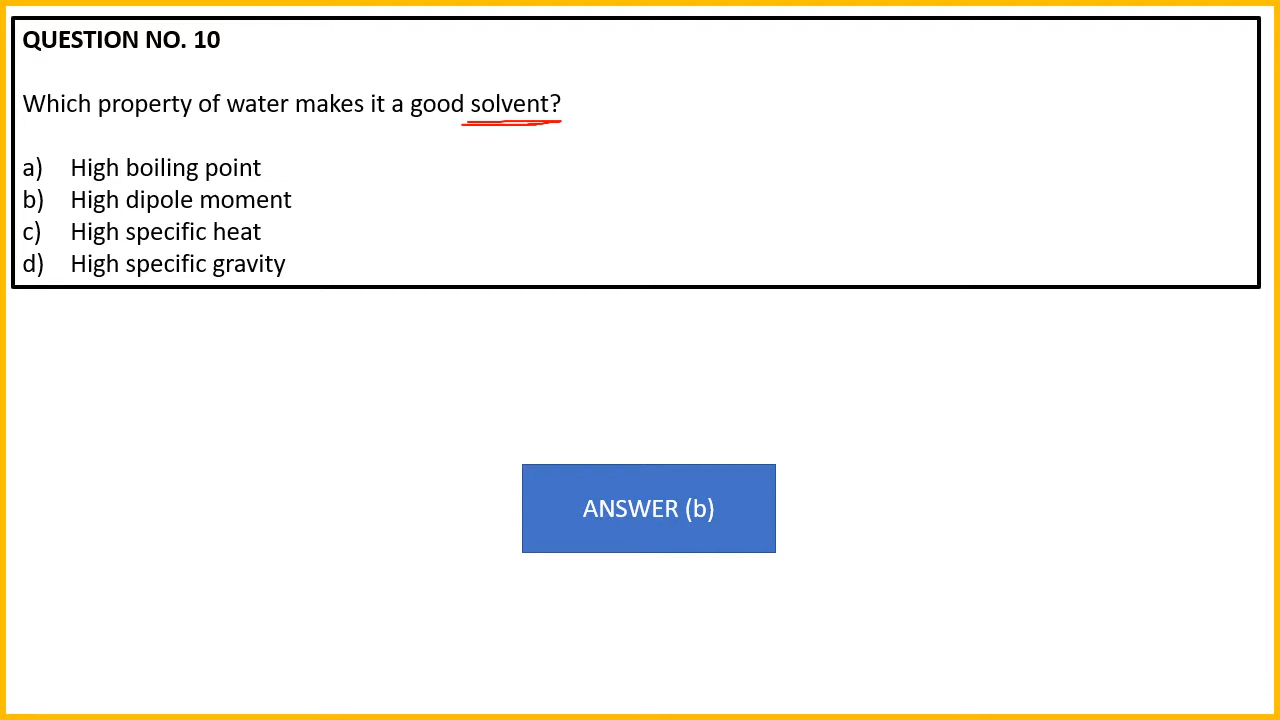 QUESTION NO. 10
Which property of water makes it a good solvent?
a) High boiling point
b) High dipole moment
c) High specific heat
d) High specific gravity
ANSWER (b)